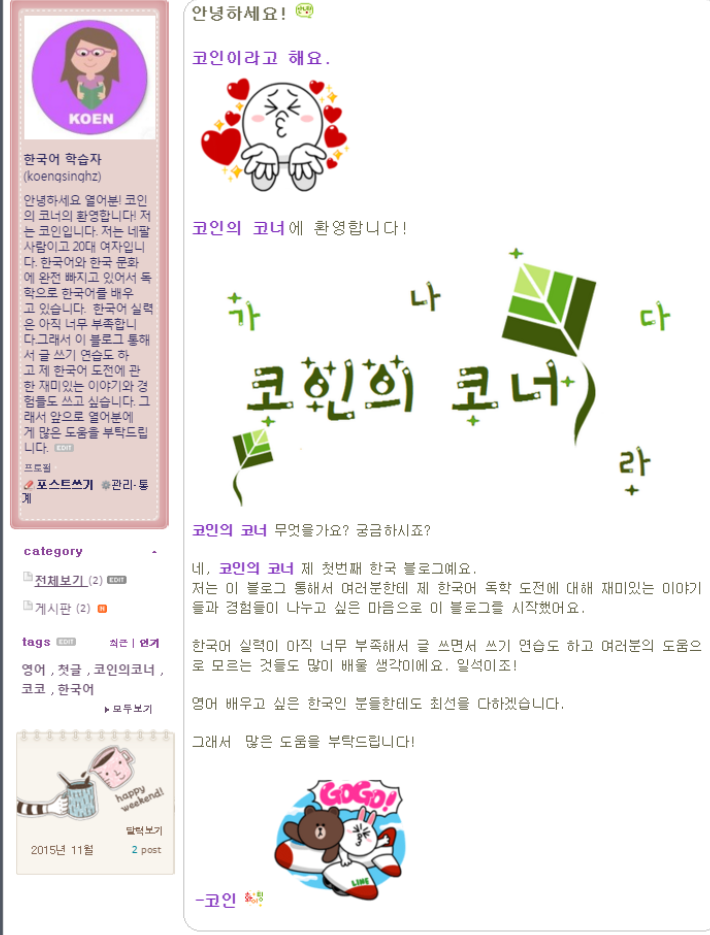 KOEN
한국어 학습자
(koenqsinqhz)
안녕하세요 열어분! 코인
의 코너의 환영합니다! 저
는 코인입니다. 저는 네팔
사람이고 20대 여자입니
다. 한국어와 한국 문화
에 완전 빠지고 있어서 독
학으로 한국어를 배우
고 있습니다. 한국어 실력
은 아직 너무 부족합니
다.그래서 이 블로그 통해
서 글 쓰기 연습도 하
고 제 한국어 도전에 관
한 재미있는 이야기와 경
험들도 쓰고 싶습니다. 그
래서 앞으로 열어분에
게 많은 도움을 부탁드립
니다. EDIT
프로필
포스트쓰기 관리·통
계
category
전체보기 (2) EDIT
게시판 (2) N
tags EDIT 최근 | 인기
영어 , 첫글 , 코인의코너 ,
코코 , 한국어
모두보기
happy
weekend!
달력보기
2015년 11월 2 post
안녕하세요! 안녕
코인이라고 해요.
코인의 코너에 환영합니다!
가 나 다
코인의 코너
라
코인의 코너 무엇을가요? 궁금하시죠?
네, 코인의 코너 제 첫번째 한국 블로그예요.
저는 이 블로그 통해서 여러분한테 제 한국어 독학 도전에 대해 재미있는 이야기
들과 경험들이 나누고 싶은 마음으로 이 블로그를 시작했어요.
한국어 실력이 아직 너무 부족해서 글 쓰면서 쓰기 연습도 하고 여러분의 도움으
로 모르는 것들도 많이 배울 생각이에요. 일석이조!
영어 배우고 싶은 한국인 분들한테도 최선을 다하겠습니다.
그래서 많은 도움을 부탁드립니다!
GOGO!
LINE
-코인